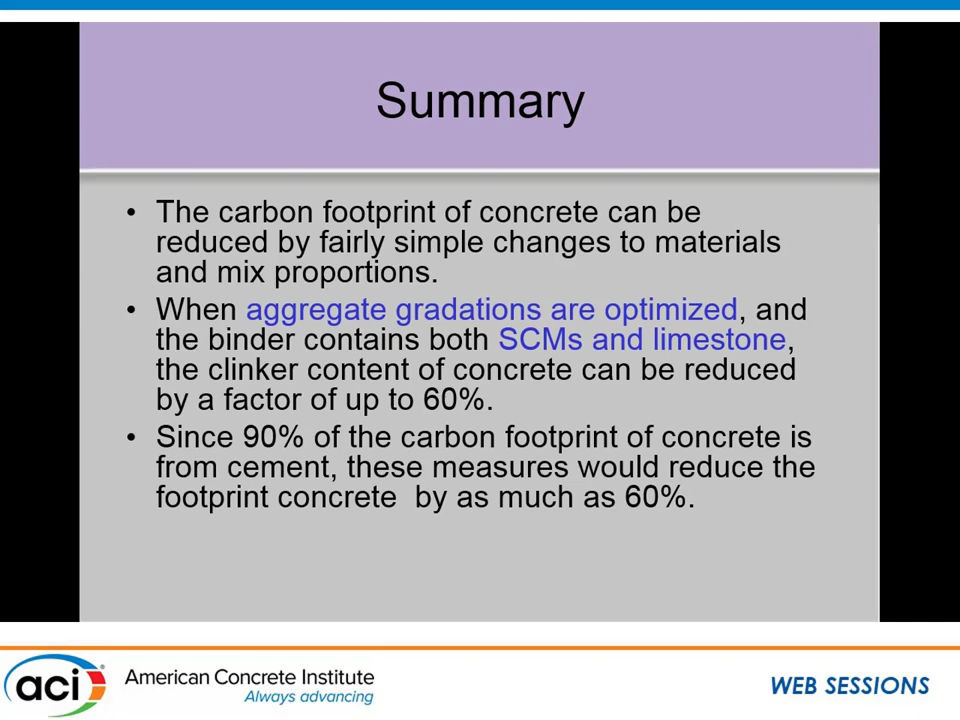 Summary
• The carbon footprint of concrete can be
reduced by fairly simple changes to materials
and mix proportions.
• When aggregate gradations are optimized, and
the binder contains both SCMs and limestone,
the clinker content of concrete can be reduced
by a factor of up to 60%.
• Since 90% of the carbon footprint of concrete is
from cement, these measures would reduce the
footprint concrete  by as much as 60%.
aci
American Concrete Institute
Always advancing
WEB SESSIONS